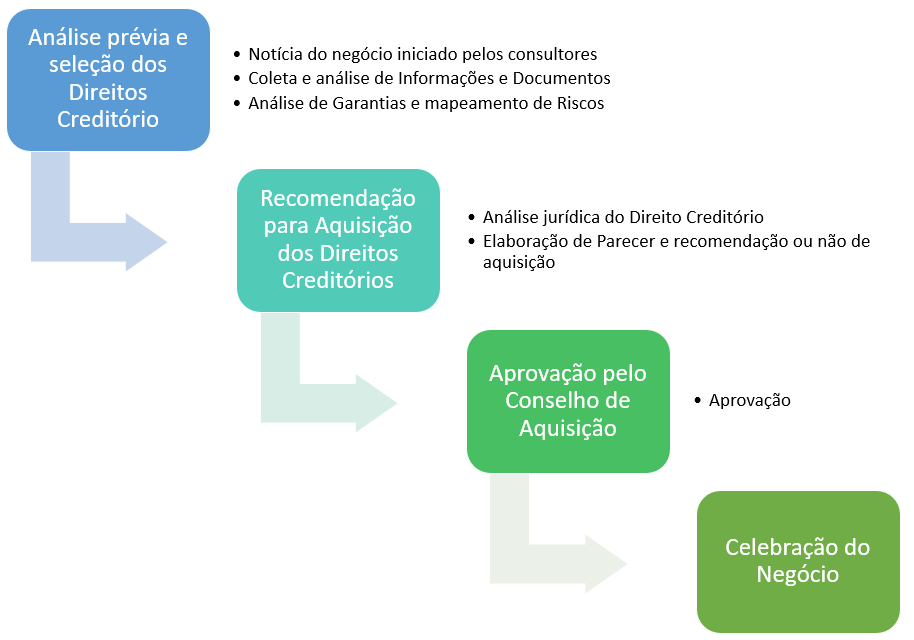 Análise prévia e
seleção dos
Direitos
Creditório
• Notícia do negócio iniciado pelos consultores
• Coleta e análise de Informações e Documentos
• Análise de Garantias e mapeamento de Riscos
Recomendação
para Aquisição
dos Direitos
Creditórios
• Análise jurídica do Direito Creditório
• Elaboração de Parecer e recomendação ou não de
aquisição
Aprovação pelo
Conselho de
Aquisição
• Aprovação
Celebração do
Negócio